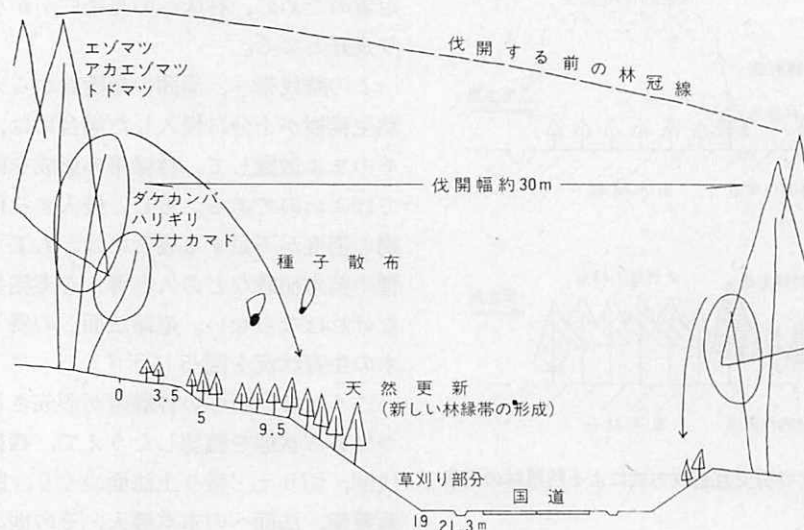 エゾマツ
アカエゾマツ
トドマツ
伐開する前の林冠線
伐開幅約30m
ダケカンバ,
ハリギリ
ナナカマド
種子散布
0
3.5
5
9.5
天然更新
(新しい林縁帯の形成)
草刈り部分
国道
19
21.3m